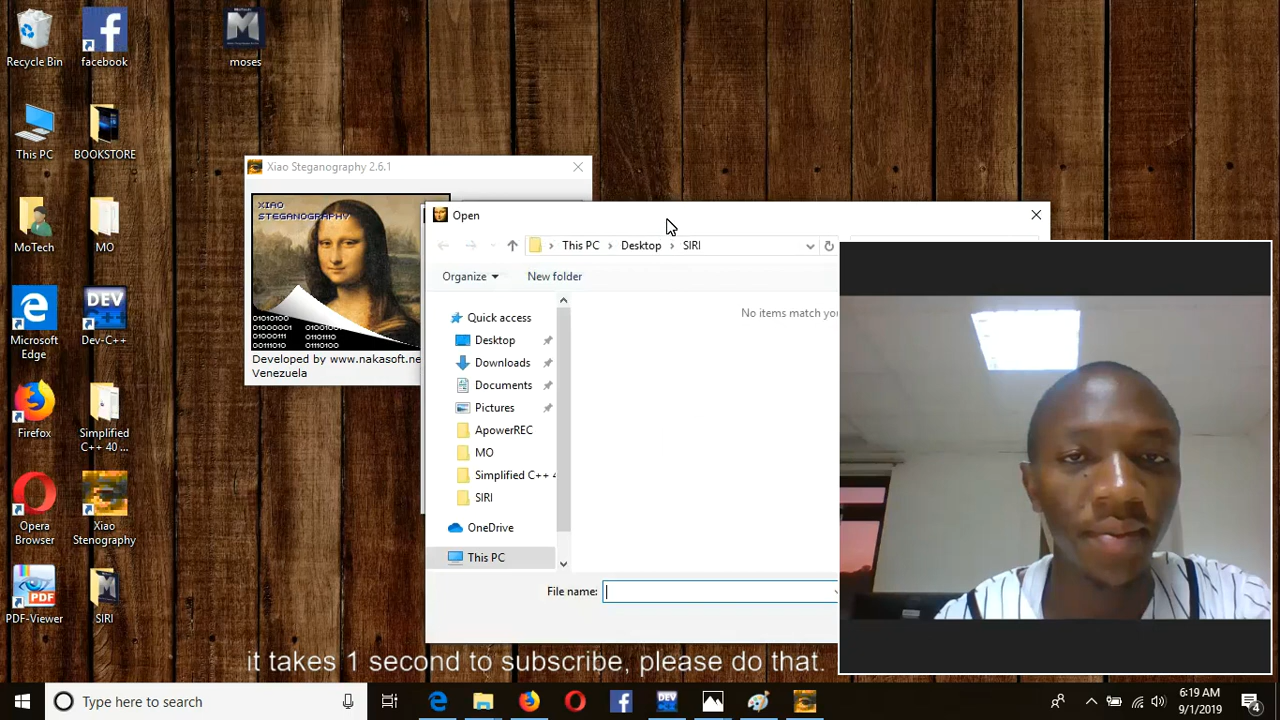 Recycle Bin
facebook
moses
This PC
BOOKSTORE
MoTech
MO
Microsoft
Edge
Dev-C++
Firefox
Simplified
C++ 40 ...
Opera
Browser
Xiao
Stenography
PDF-Viewer
SIRI
Xiao Steganography 2.6.1
XIAO
STEGANOGRAPHY
Developed by www.nakasoft.ne
Venezuela
Open
This PC > Desktop > SIRI
Organize
New folder
No items match you
Quick access
Desktop
Downloads
Documents
Pictures
ApowerREC
MO
Simplified C++ 4
SIRI
OneDrive
This PC
File name:
it takes 1 second to subscribe, please do that.
Type here to search
6:19 AM
9/1/2019
4